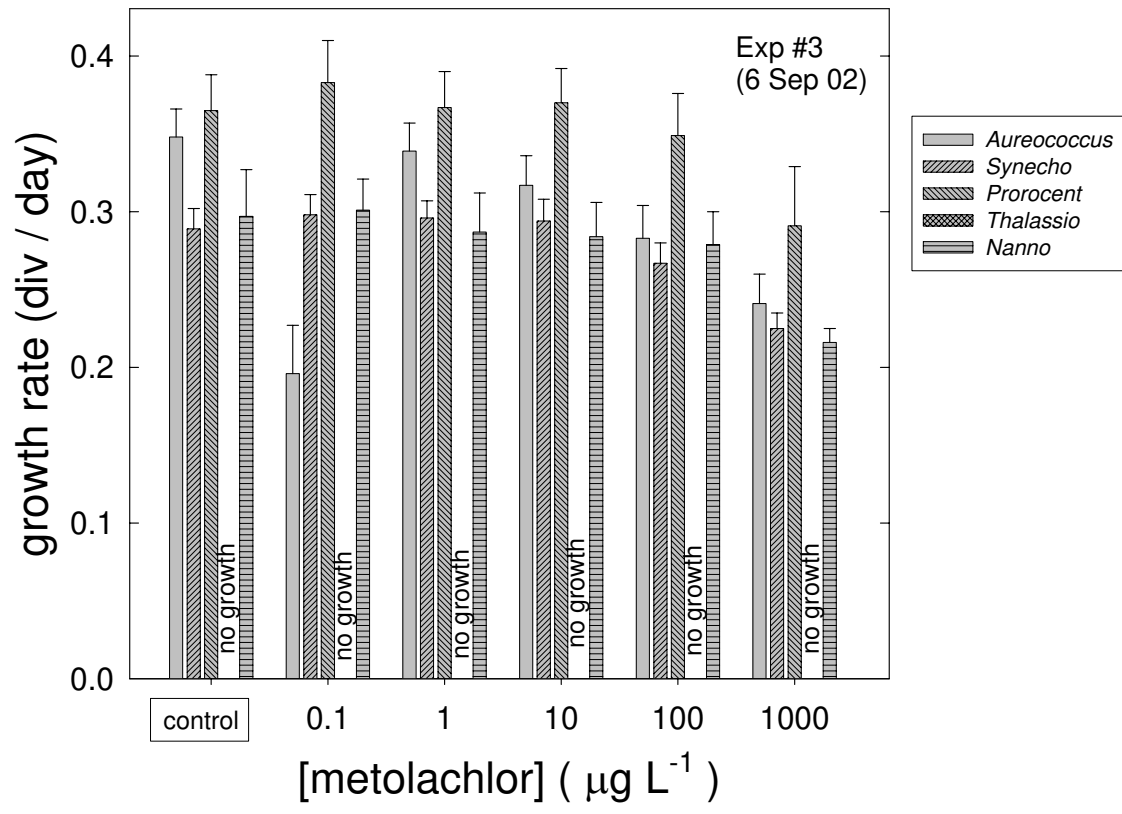 Exp #3
(6 Sep 02)
0.4
0.3
0.2
0.1
0.0
growth rate (div / day)
no growth
no growth
no growth
no growth
no growth
no growth
control 0.1 1 10 100 1000
[metolachlor] ( μg L⁻¹ )
Aureococcus
Synecho
Prorocent
Thalassio
Nanno